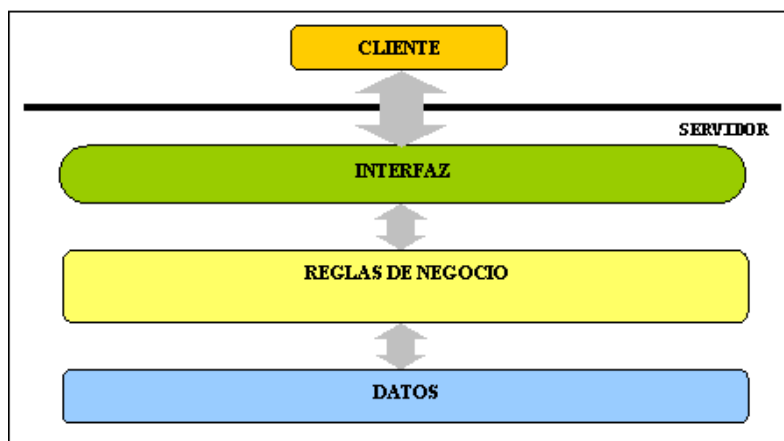 CLIENTE
SERVIDOR
INTERFAZ
REGLAS DE NEGOCIO
DATOS